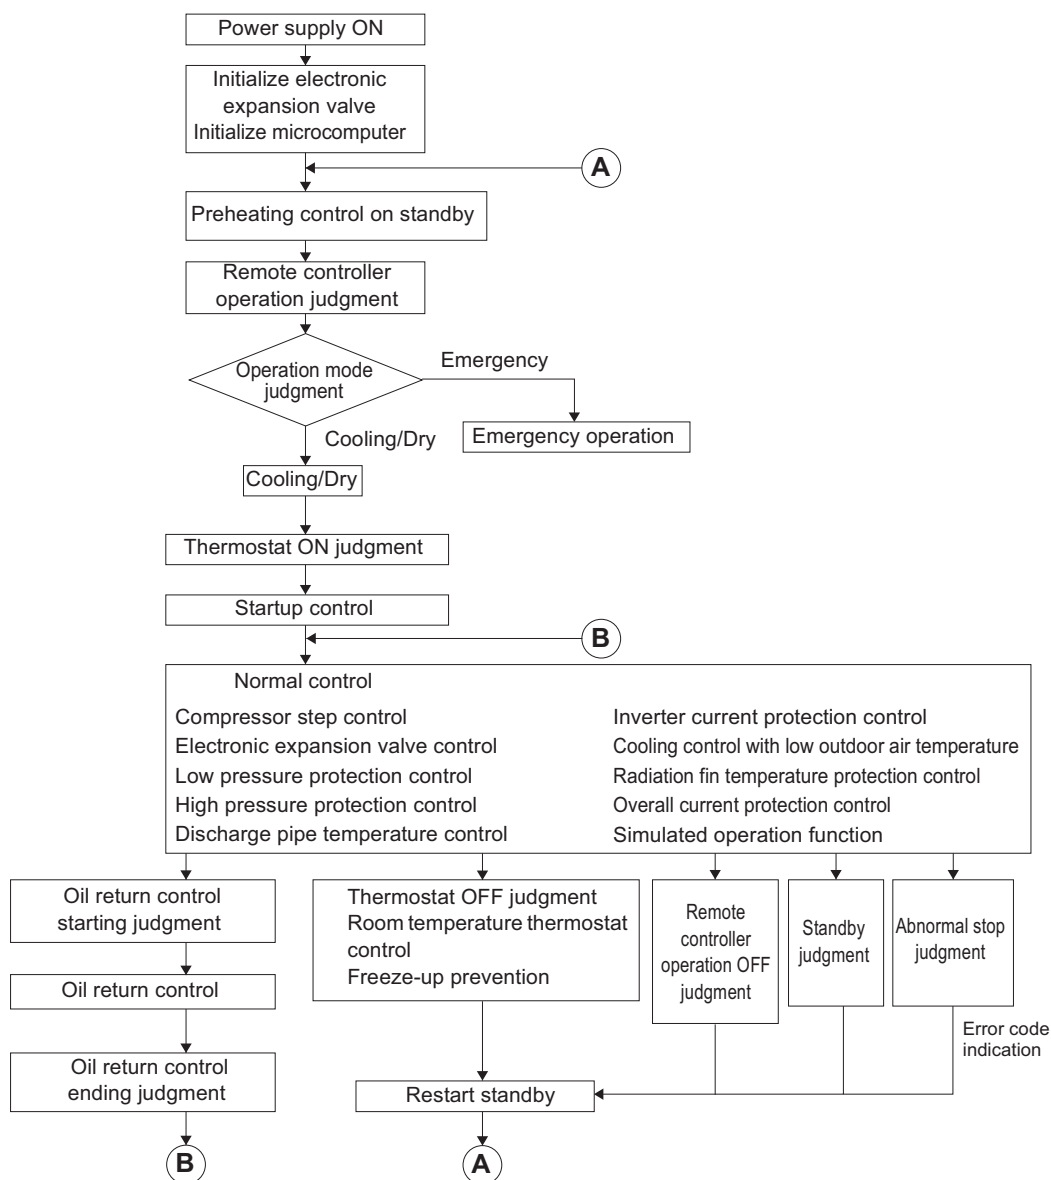 Power supply ON
Initialize electronic
expansion valve
Initialize microcomputer
A
Preheating control on standby
Remote controller
operation judgment
Operation mode
judgment
Emergency
Emergency operation
Cooling/Dry
Cooling/Dry
Thermostat ON judgment
Startup control
B
Normal control
Compressor step control
Electronic expansion valve control
Low pressure protection control
High pressure protection control
Discharge pipe temperature control
Inverter current protection control
Cooling control with low outdoor air temperature
Radiation fin temperature protection control
Overall current protection control
Simulated operation function
Oil return control
starting judgment
Oil return control
Oil return control
ending judgment
B
Thermostat OFF judgment
Room temperature thermostat
control
Freeze-up prevention
Remote
controller
operation OFF
judgment
Standby
judgment
Abnormal stop
judgment
Error code
indication
Restart standby
A